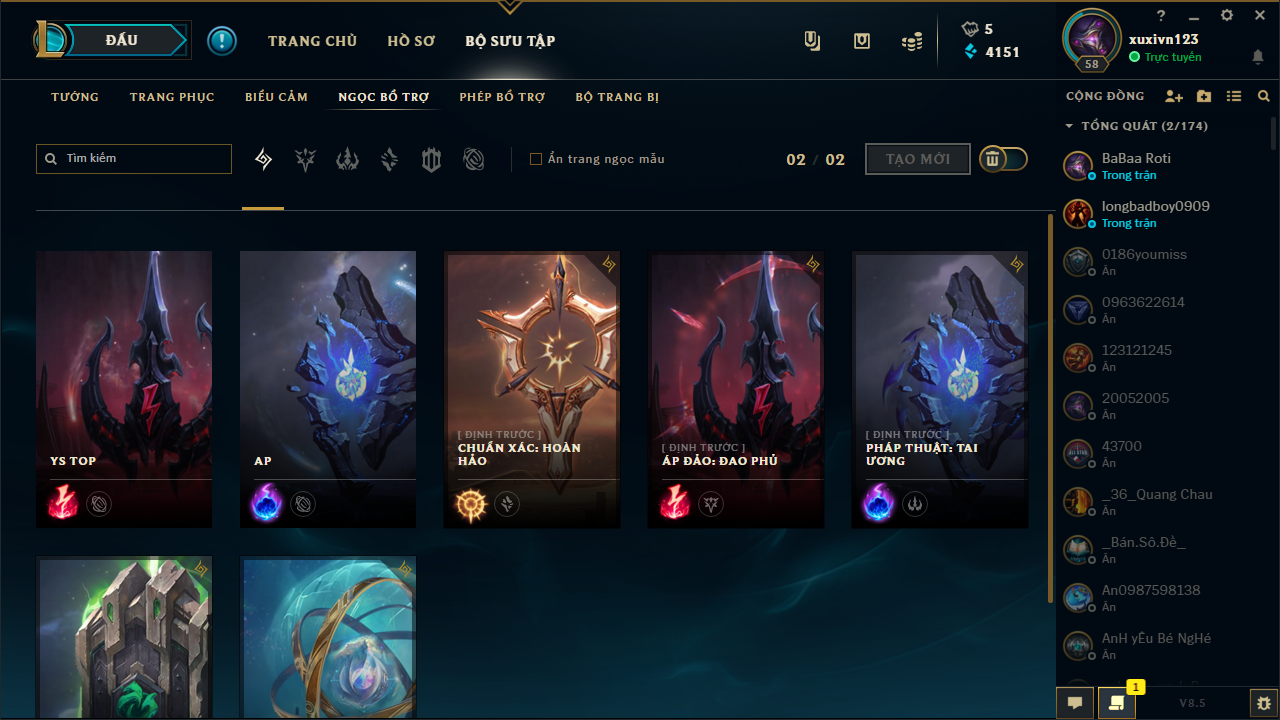 ĐẤU
TRANG CHỦ
HỒ SƠ
BỘ SƯU TẬP
5
4151
58
xuxivn123
Trực tuyến
TƯỚNG
TRANG PHỤC
BIỂU CẢM
NGỌC BỔ TRỢ
PHÉP BỔ TRỢ
BỘ TRANG BỊ
Tìm kiếm
Ẩn trang ngọc mẫu
02 / 02
TẠO MỚI
CỘNG ĐỒNG
TỔNG QUÁT (2/174)
BaBaa Roti
Trong trận
longbadboy0909
Trong trận
0186youmiss
Ẩn
0963622614
Ẩn
123121245
Ẩn
20052005
Ẩn
43700
Ẩn
_36_Quang Chau
Ẩn
_Bán.Sô.Đề_
Ẩn
An0987598138
Ẩn
AnH yÊu Bé NgHé
Ẩn
YS TOP
AP
[ ĐỊNH TRƯỚC ]
CHUẨN XÁC: HOÀN
HẢO
[ ĐỊNH TRƯỚC ]
ÁP ĐẢO: ĐAO PHỦ
[ ĐỊNH TRƯỚC ]
PHÁP THUẬT: TAI
ƯƠNG
1
V8.5